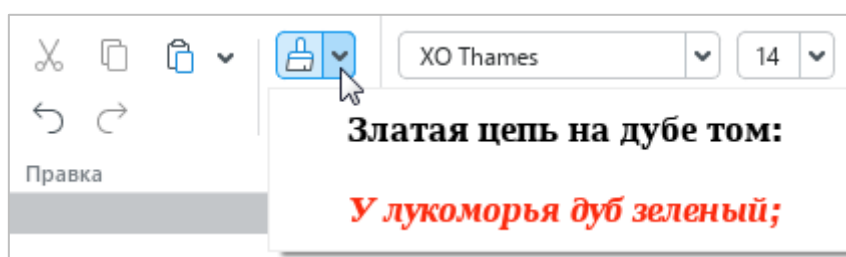 XO Thames 14
Златая цепь на дубе том:
Правка
У лукоморья дуб зеленый;